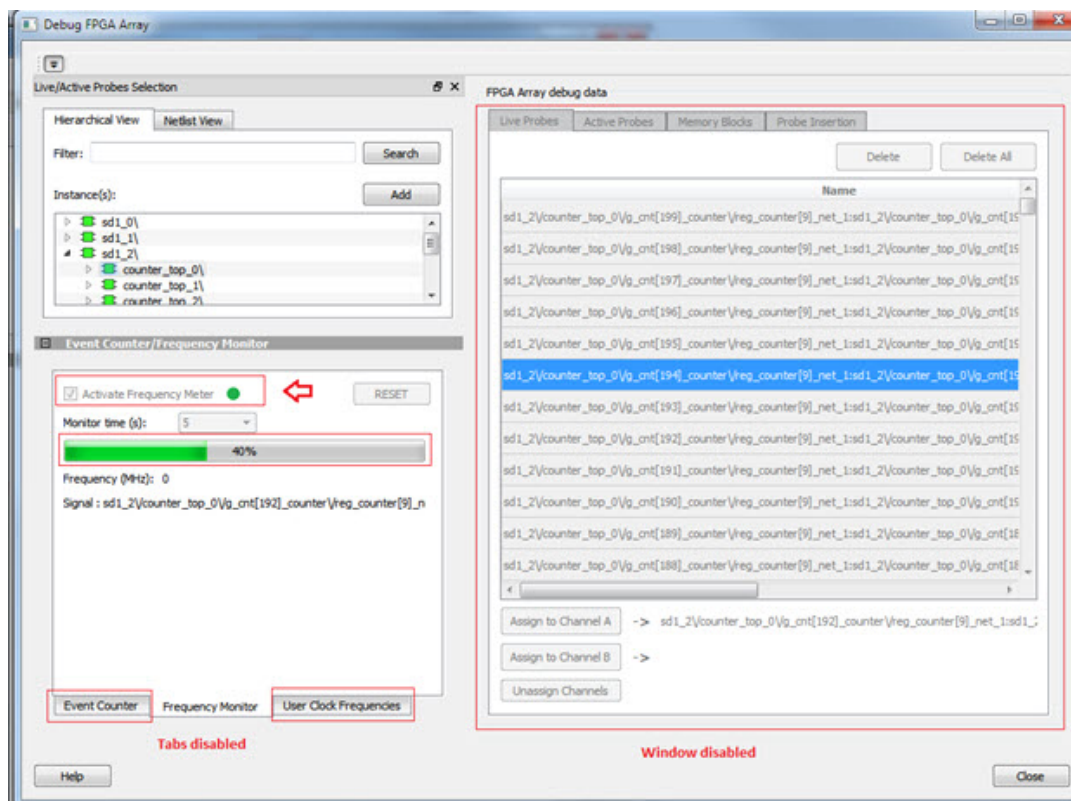 Debug FPGA Array
Live/Active Probes Selection
Hierarchical View
Netlist View
Filter:
Search
Instance(s):
Add
sd1_0\
sd1_1\
sd1_2\
counter_top_0\
counter_top_1\
counter_top_2\
Event Counter/Frequency Monitor
Activate Frequency Meter
RESET
Monitor time (s):
5
40%
Frequency (MHz): 0
Signal : sd1_2\/counter_top_0\/g_cnt[192]_counter\/reg_counter[9]_n
Event Counter
Frequency Monitor
User Clock Frequencies
Tabs disabled
Help
FPGA Array debug data
Live Probes
Active Probes
Memory Blocks
Probe Insertion
Delete
Delete All
Name
sd1_2\/counter_top_0\/g_cnt[199]_counter\/reg_counter[9]_net_1:sd1_2\/counter_top_0\/g_cnt[19
sd1_2\/counter_top_0\/g_cnt[198]_counter\/reg_counter[9]_net_1:sd1_2\/counter_top_0\/g_cnt[19
sd1_2\/counter_top_0\/g_cnt[197]_counter\/reg_counter[9]_net_1:sd1_2\/counter_top_0\/g_cnt[19
sd1_2\/counter_top_0\/g_cnt[196]_counter\/reg_counter[9]_net_1:sd1_2\/counter_top_0\/g_cnt[19
sd1_2\/counter_top_0\/g_cnt[195]_counter\/reg_counter[9]_net_1:sd1_2\/counter_top_0\/g_cnt[19
sd1_2\/counter_top_0\/g_cnt[194]_counter\/reg_counter[9]_net_1:sd1_2\/counter_top_0\/g_cnt[19
sd1_2\/counter_top_0\/g_cnt[193]_counter\/reg_counter[9]_net_1:sd1_2\/counter_top_0\/g_cnt[19
sd1_2\/counter_top_0\/g_cnt[192]_counter\/reg_counter[9]_net_1:sd1_2\/counter_top_0\/g_cnt[19
sd1_2\/counter_top_0\/g_cnt[191]_counter\/reg_counter[9]_net_1:sd1_2\/counter_top_0\/g_cnt[19
sd1_2\/counter_top_0\/g_cnt[190]_counter\/reg_counter[9]_net_1:sd1_2\/counter_top_0\/g_cnt[19
sd1_2\/counter_top_0\/g_cnt[189]_counter\/reg_counter[9]_net_1:sd1_2\/counter_top_0\/g_cnt[18
sd1_2\/counter_top_0\/g_cnt[188]_counter\/reg_counter[9]_net_1:sd1_2\/counter_top_0\/g_cnt[18
Assign to Channel A -> sd1_2\/counter_top_0\/g_cnt[192]_counter\/reg_counter[9]_net_1:sd1_2
Assign to Channel B ->
Unassign Channels
Window disabled
Close